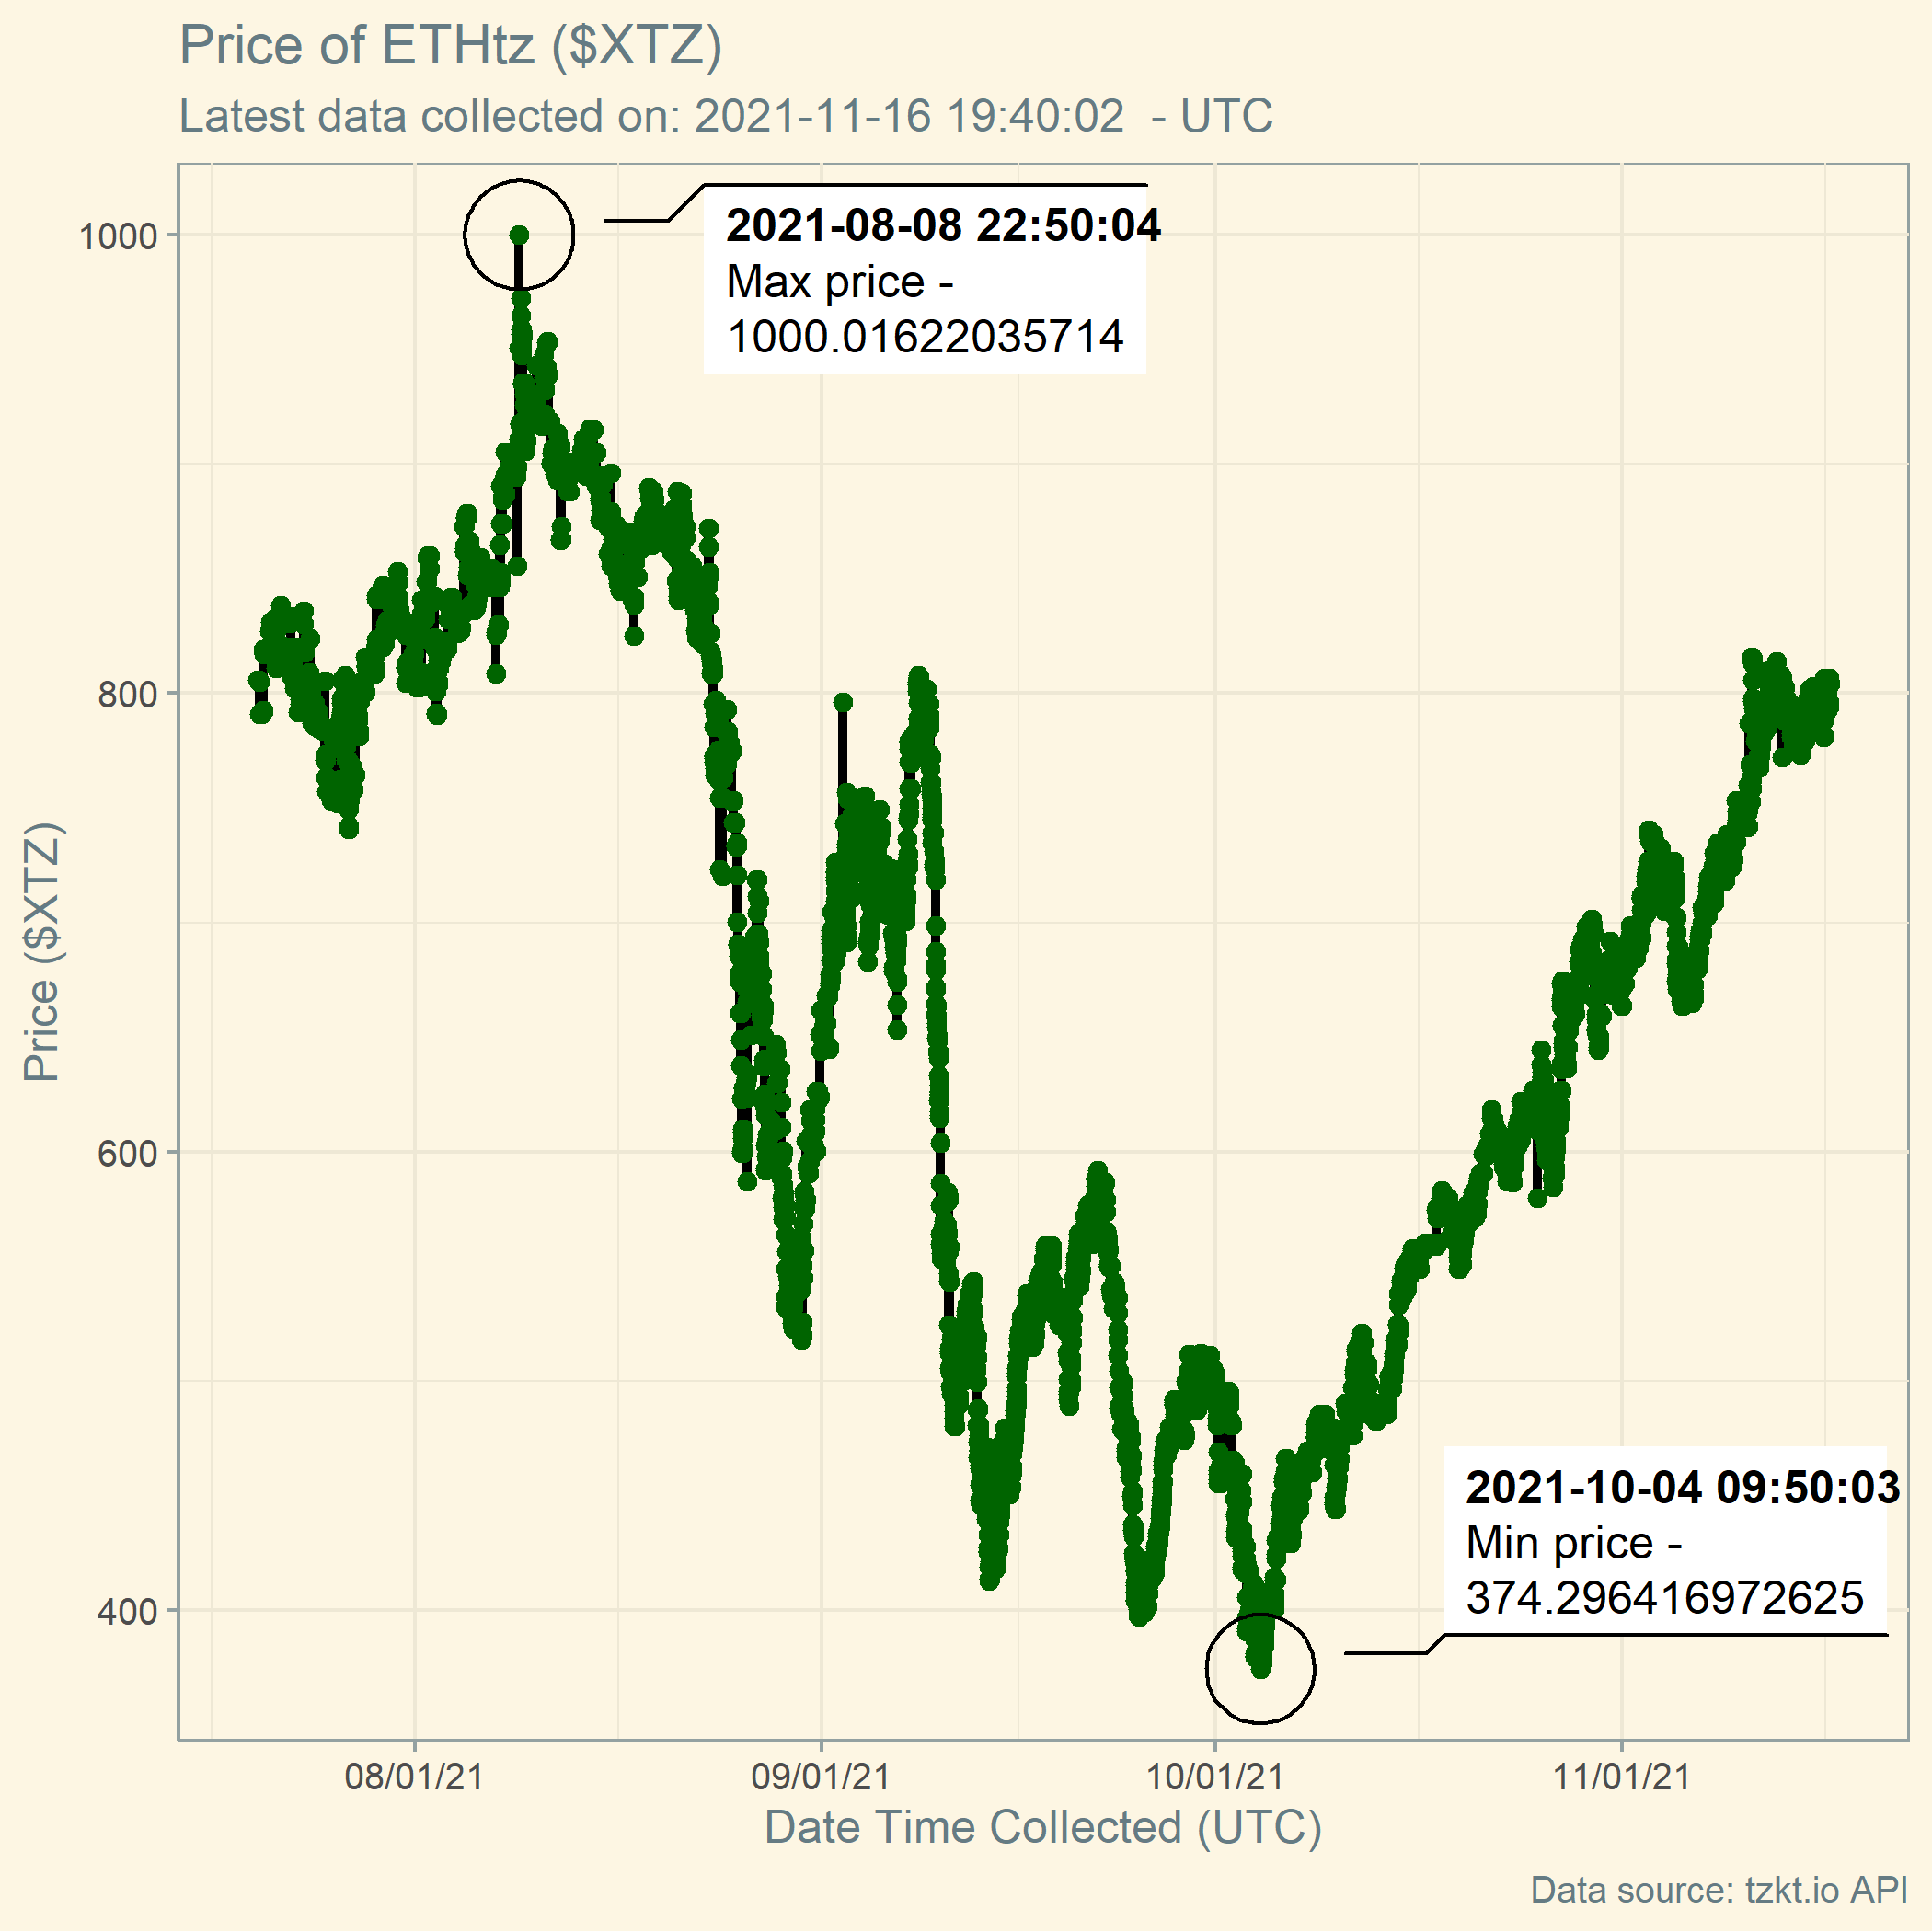 Price of ETHtz ($XTZ)
Latest data collected on: 2021-11-16 19:40:02  - UTC
2021-08-08 22:50:04
Max price -
1000.01622035714
1000
800
600
400
Price ($XTZ)
2021-10-04 09:50:03
Min price -
374.296416972625
08/01/21
09/01/21
10/01/21
11/01/21
Date Time Collected (UTC)
Data source: tzkt.io API